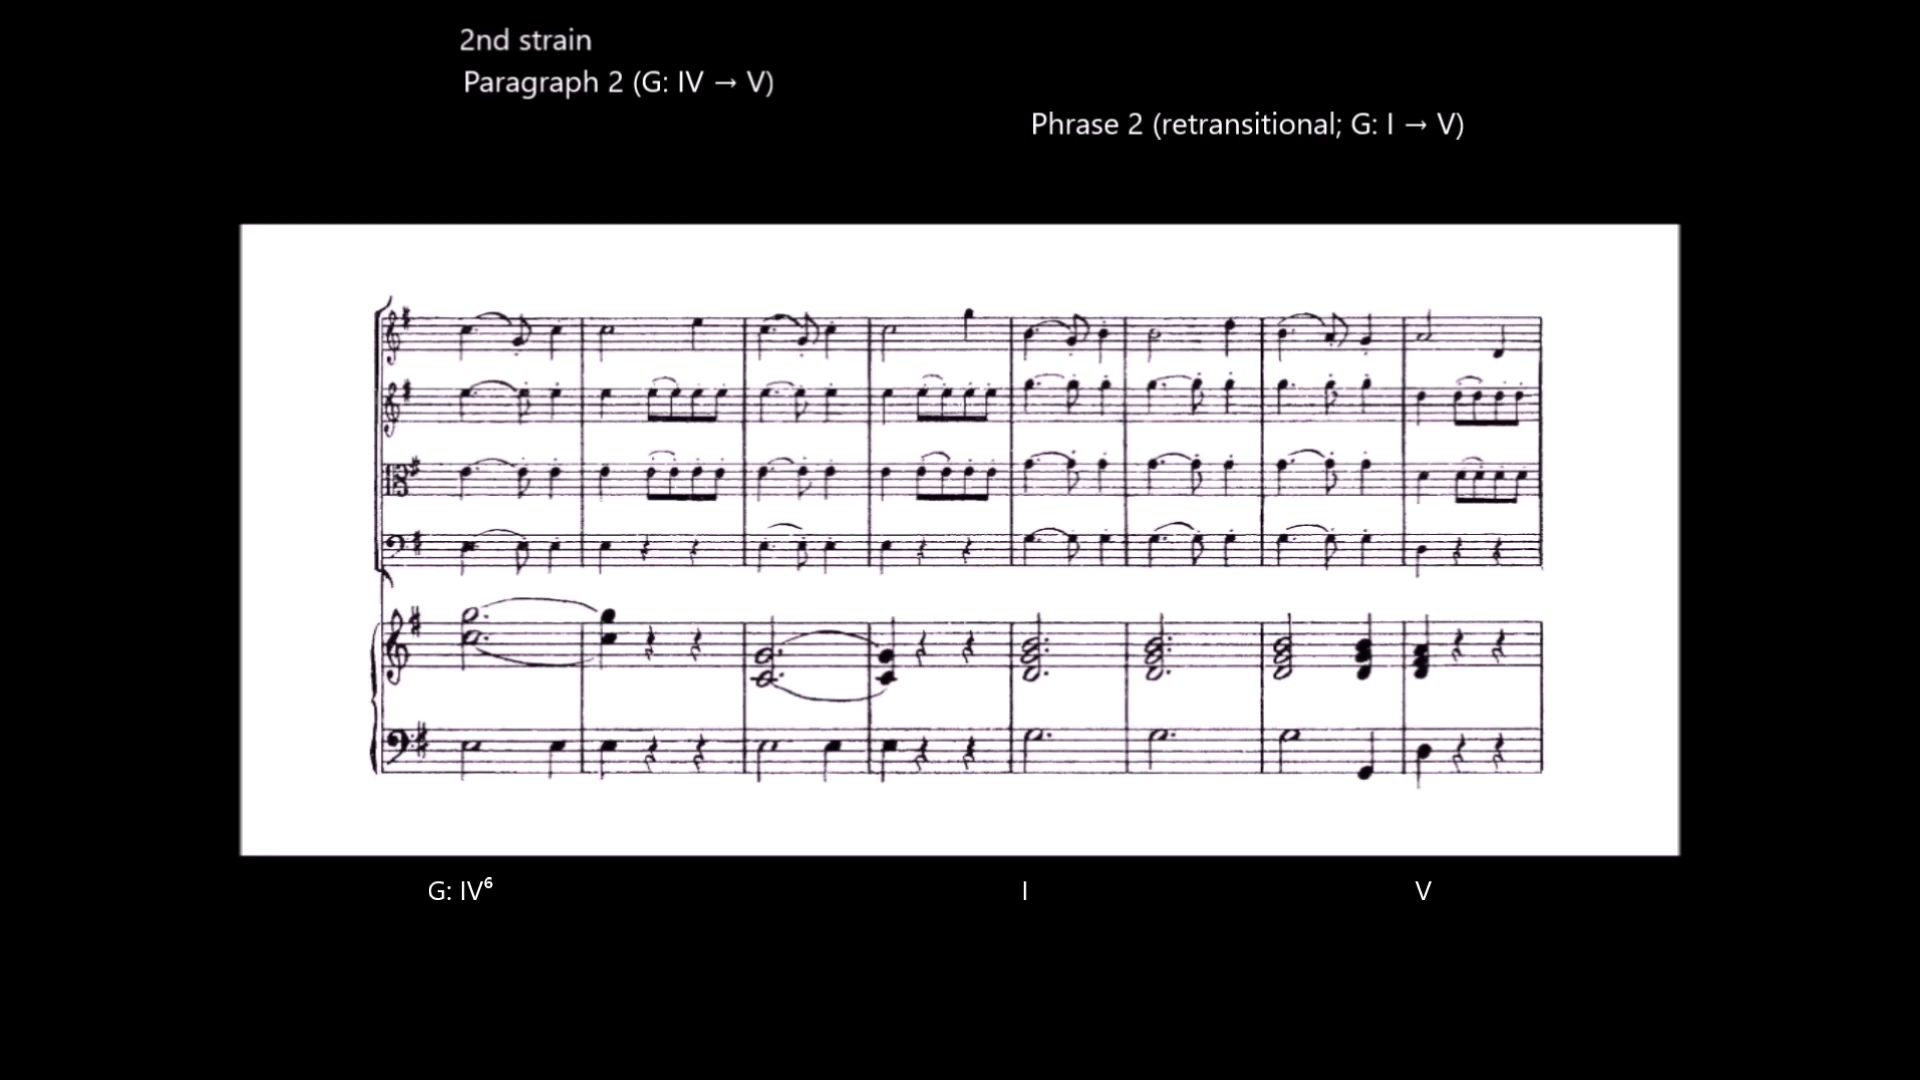 2nd strain
Paragraph 2 (G: IV → V)
Phrase 2 (retransitional; G: I → V)
G: IV⁶ I V